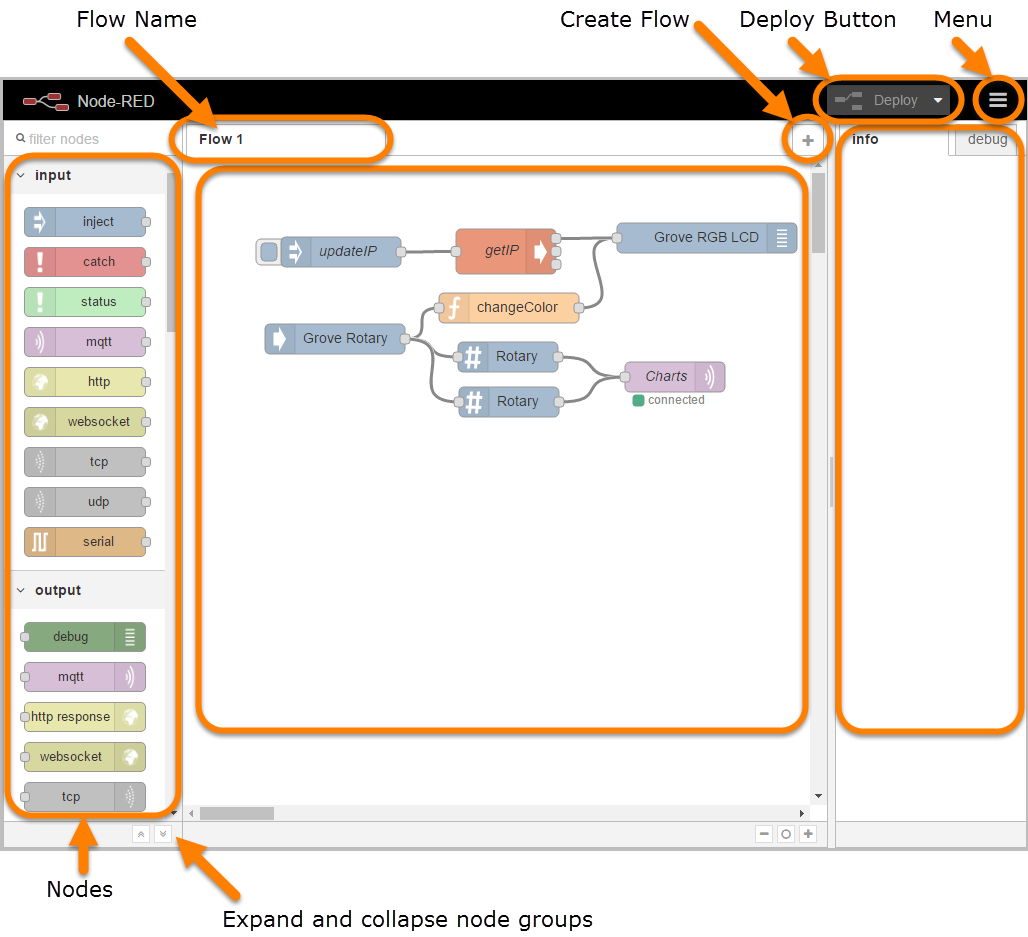 Flow Name
Create Flow
Deploy Button
Menu
Node-RED
Deploy
filter nodes
Flow 1
info
debug
input
inject
catch
status
mqtt
http
websocket
tcp
udp
serial
output
debug
mqtt
http response
websocket
tcp
updateIP
getIP
Grove RGB LCD
changeColor
Grove Rotary
Rotary
Rotary
Charts
connected
Nodes
Expand and collapse node groups